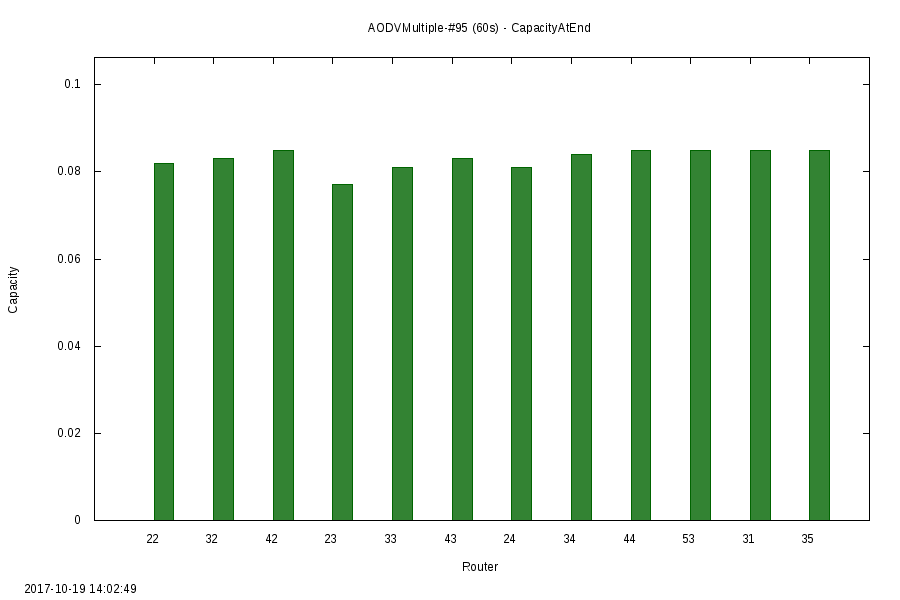 AODVMultiple-#95 (60s) - CapacityAtEnd
0.1
0.08
0.06
0.04
0.02
0
Capacity
22 32 42 23 33 43 24 34 44 53 31 35
Router
2017-10-19 14:02:49